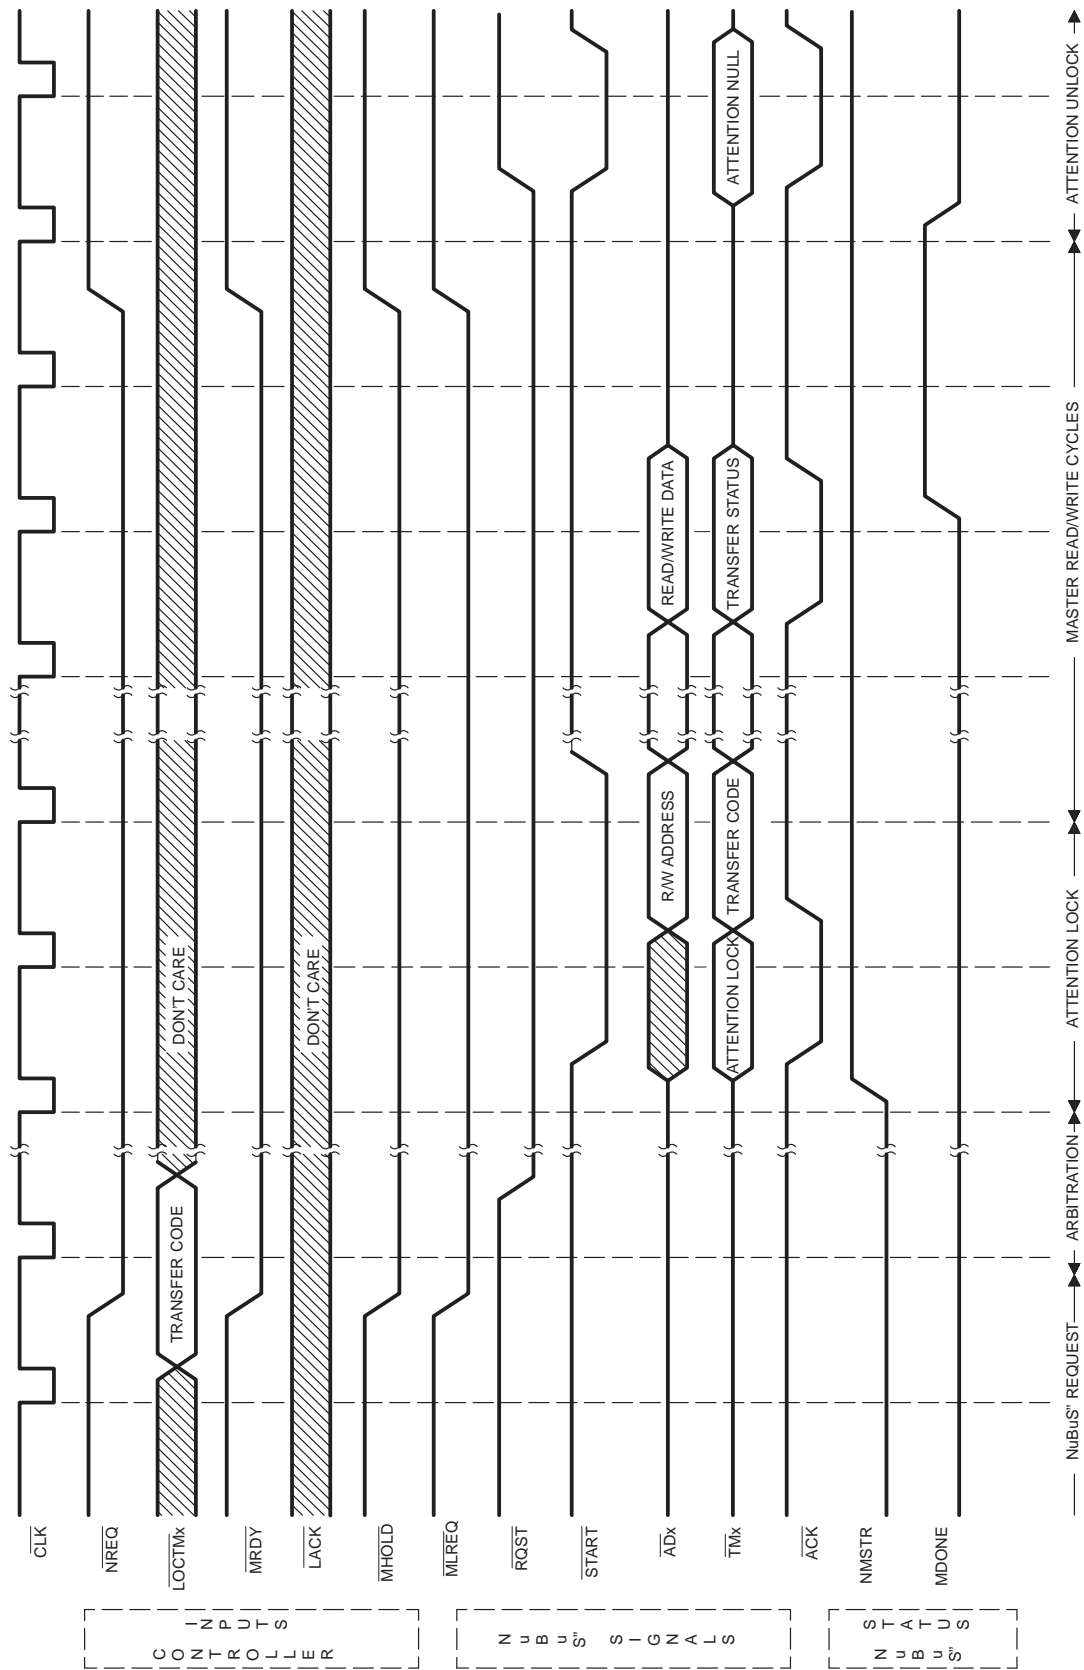 CONTROLLER
INPUTS
NuBuS”
SIGNALS
NuBuS”
STATUS
CLK
NREQ
LOCTMx
TRANSFER CODE
DON'T CARE
MRDY
LACK
DON'T CARE
MHOLD
MLREQ
RQST
START
ADx
R/W ADDRESS
READ/WRITE DATA
TMx
ATTENTION LOCK
TRANSFER CODE
TRANSFER STATUS
ATTENTION NULL
ACK
NMSTR
MDONE
NuBuS” REQUEST
ARBITRATION
ATTENTION LOCK
MASTER READ/WRITE CYCLES
ATTENTION UNLOCK